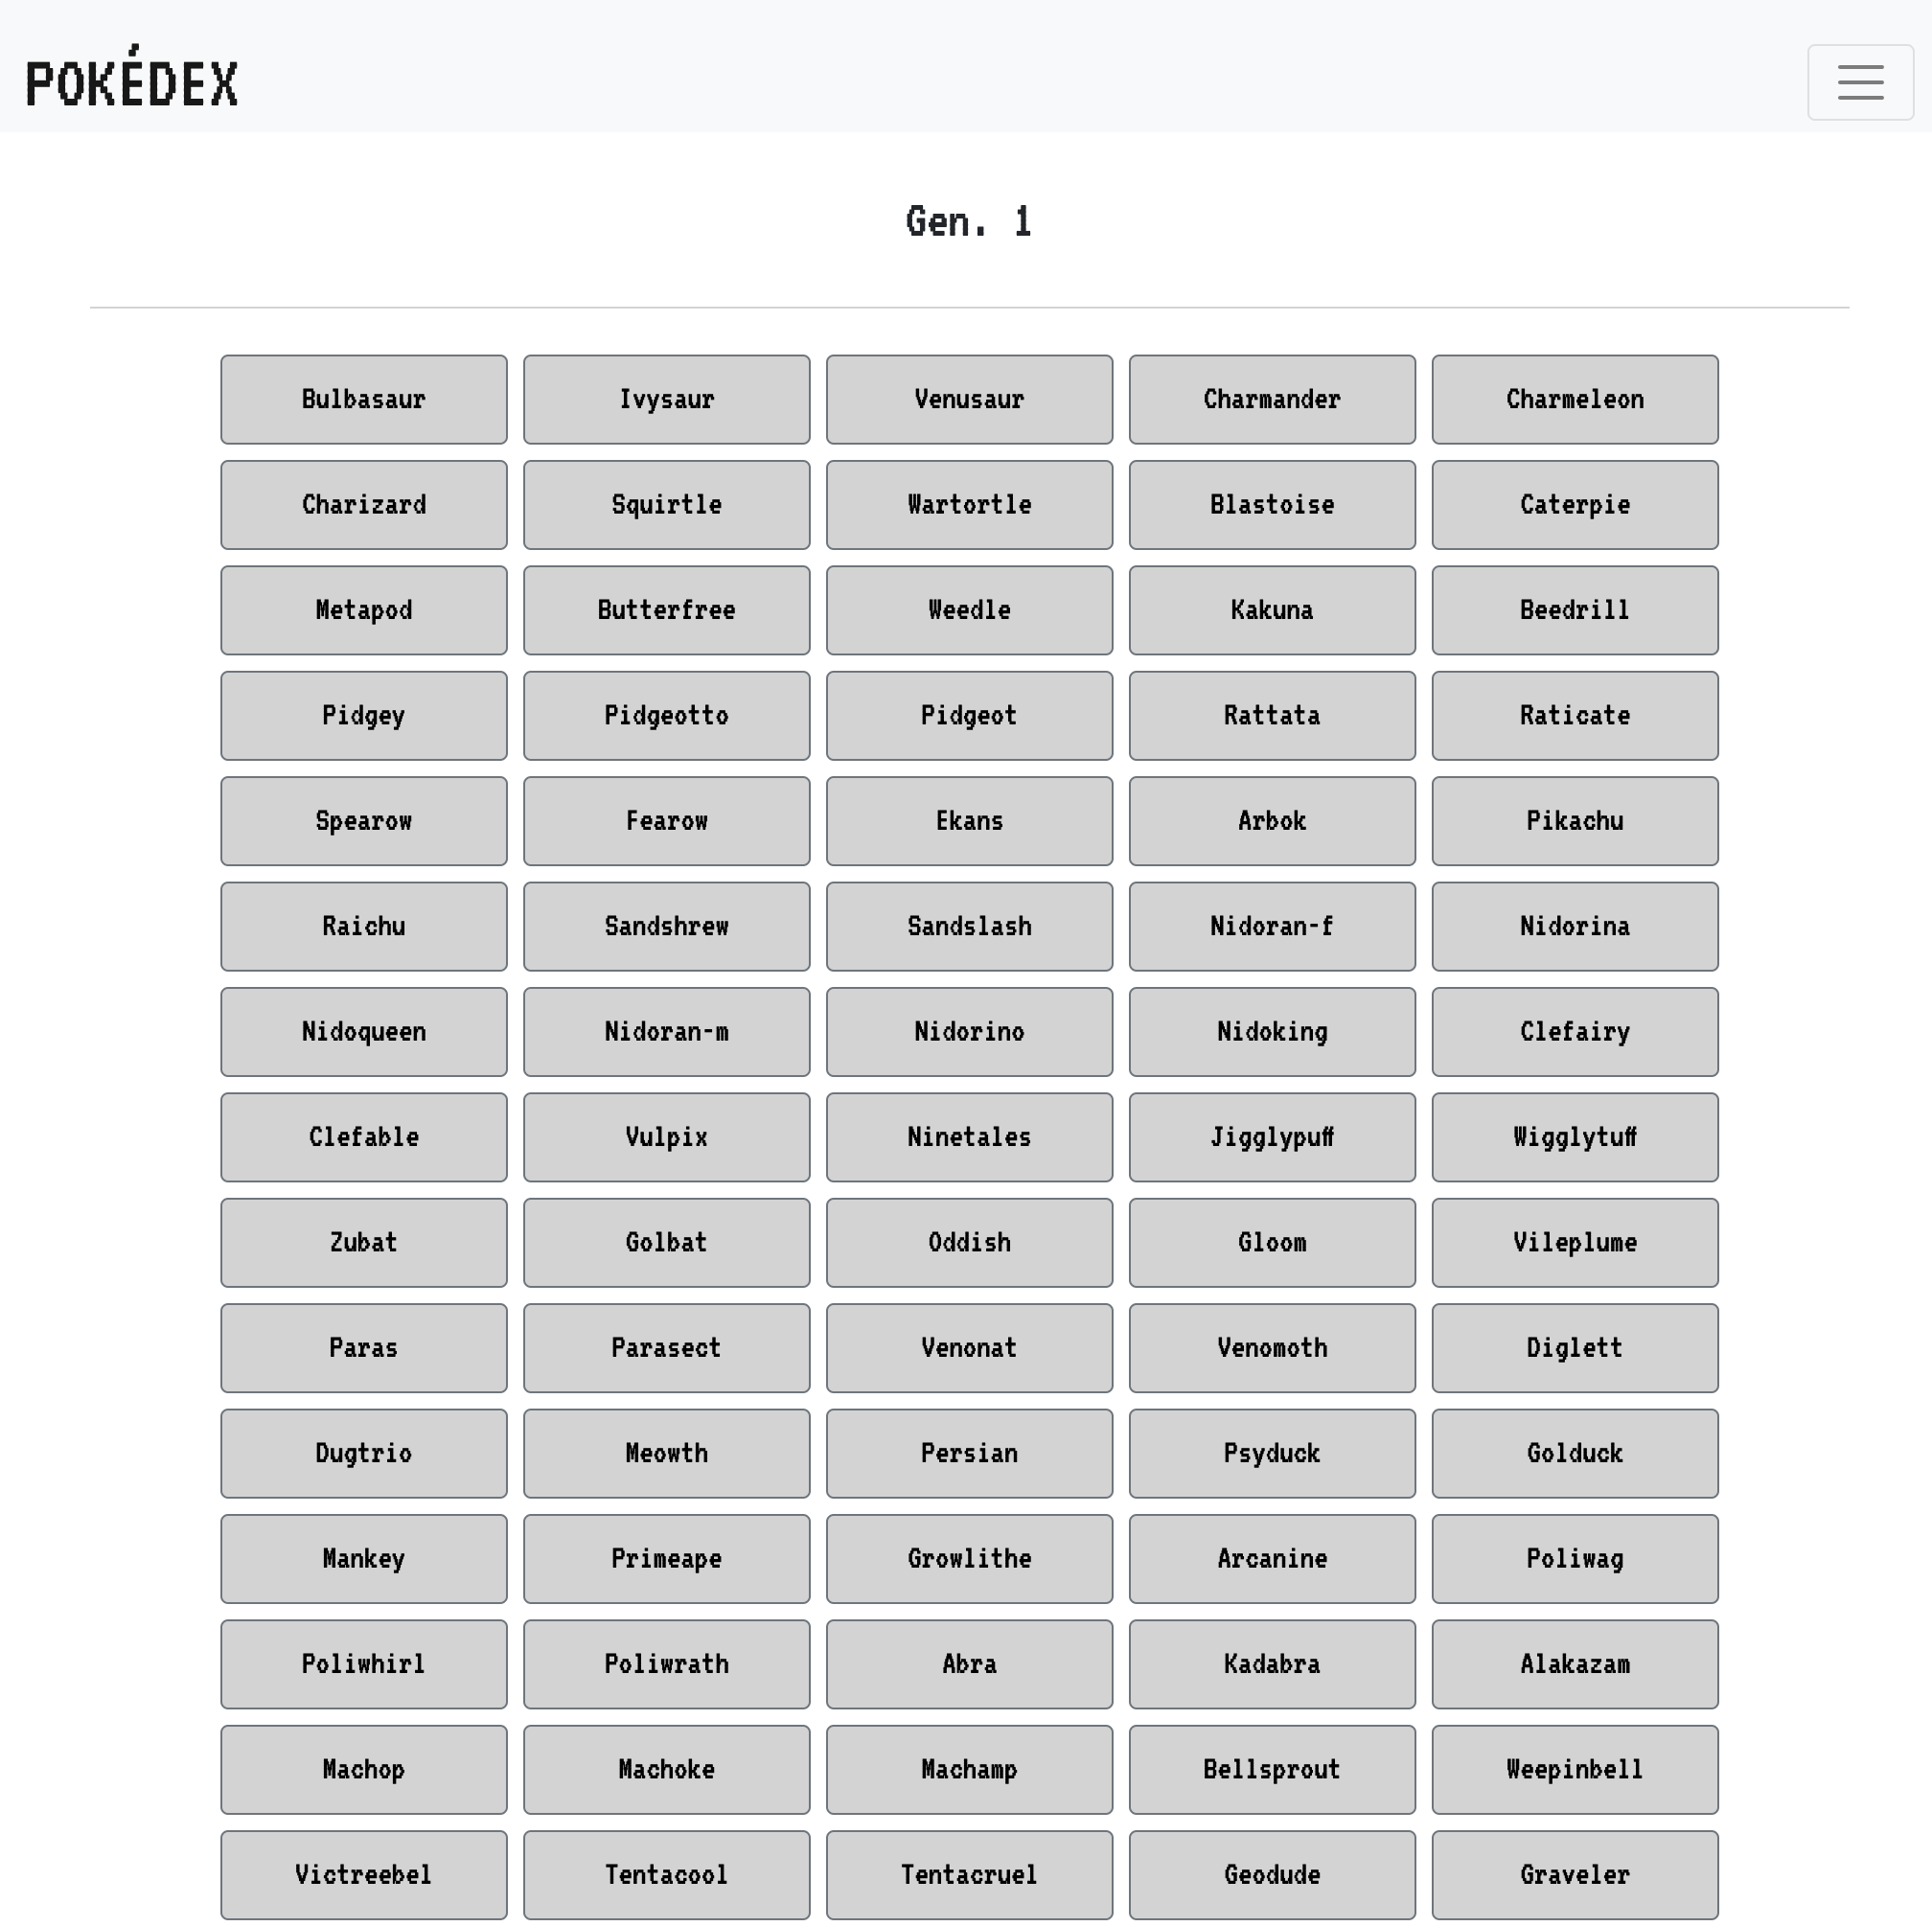 POKÉDEX
Gen. 1
Bulbasaur Ivysaur Venusaur Charmander Charmeleon
Charizard Squirtle Wartortle Blastoise Caterpie
Metapod Butterfree Weedle Kakuna Beedrill
Pidgey Pidgeotto Pidgeot Rattata Raticate
Spearow Fearow Ekans Arbok Pikachu
Raichu Sandshrew Sandslash Nidoran-f Nidorina
Nidoqueen Nidoran-m Nidorino Nidoking Clefairy
Clefable Vulpix Ninetales Jigglypuff Wigglytuff
Zubat Golbat Oddish Gloom Vileplume
Paras Parasect Venonat Venomoth Diglett
Dugtrio Meowth Persian Psyduck Golduck
Mankey Primeape Growlithe Arcanine Poliwag
Poliwhirl Poliwrath Abra Kadabra Alakazam
Machop Machoke Machamp Bellsprout Weepinbell
Victreebel Tentacool Tentacruel Geodude Graveler